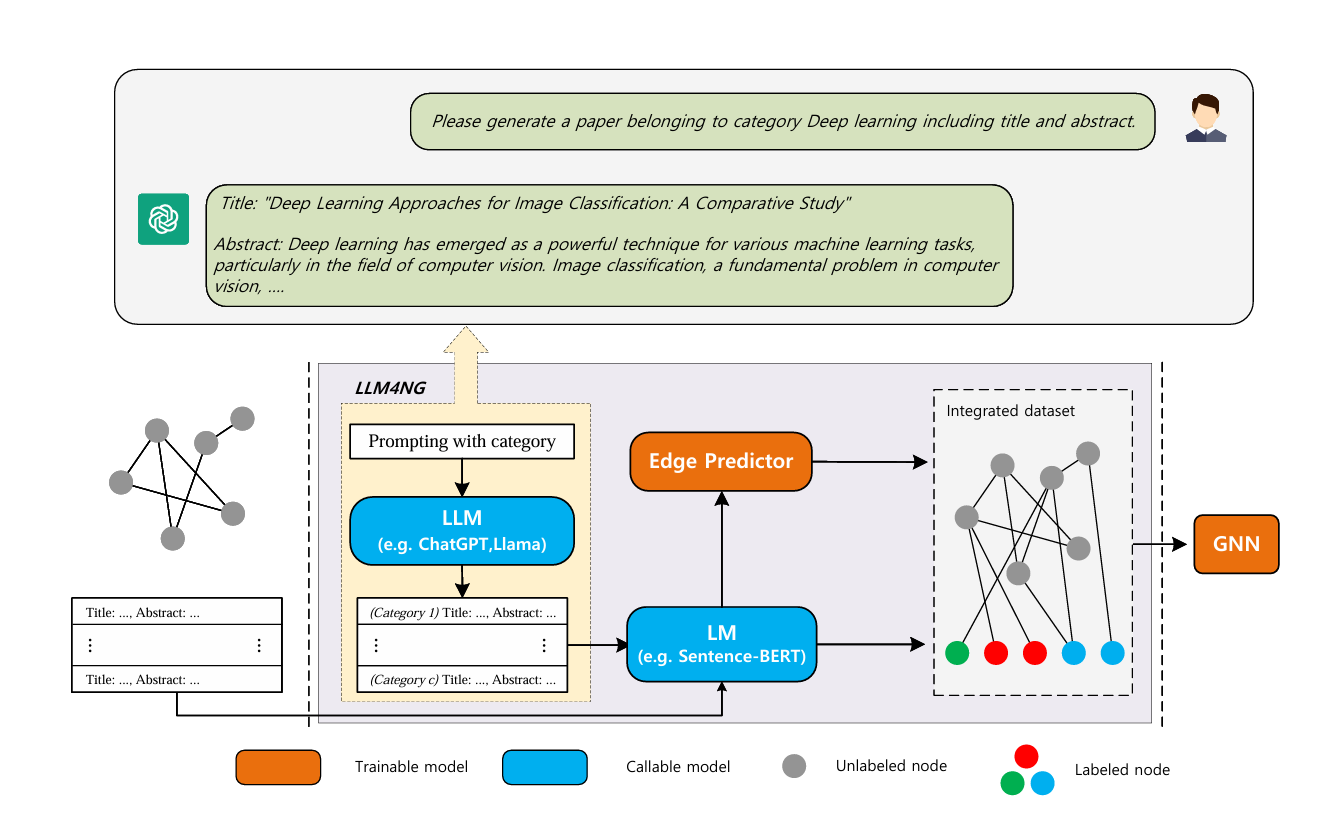 Please generate a paper belonging to category Deep learning including title and abstract.
Title: "Deep Learning Approaches for Image Classification: A Comparative Study"
Abstract: Deep learning has emerged as a powerful technique for various machine learning tasks,
particularly in the field of computer vision. Image classification, a fundamental problem in computer
vision, ....
LLM4NG
Prompting with category
LLM
(e.g. ChatGPT,Llama)
(Category 1) Title: ..., Abstract: ...
⋮ ⋮
(Category c) Title: ..., Abstract: ...
Title: ..., Abstract: ...
⋮ ⋮
Title: ..., Abstract: ...
Edge Predictor
LM
(e.g. Sentence-BERT)
Integrated dataset
GNN
Trainable model
Callable model
Unlabeled node
Labeled node